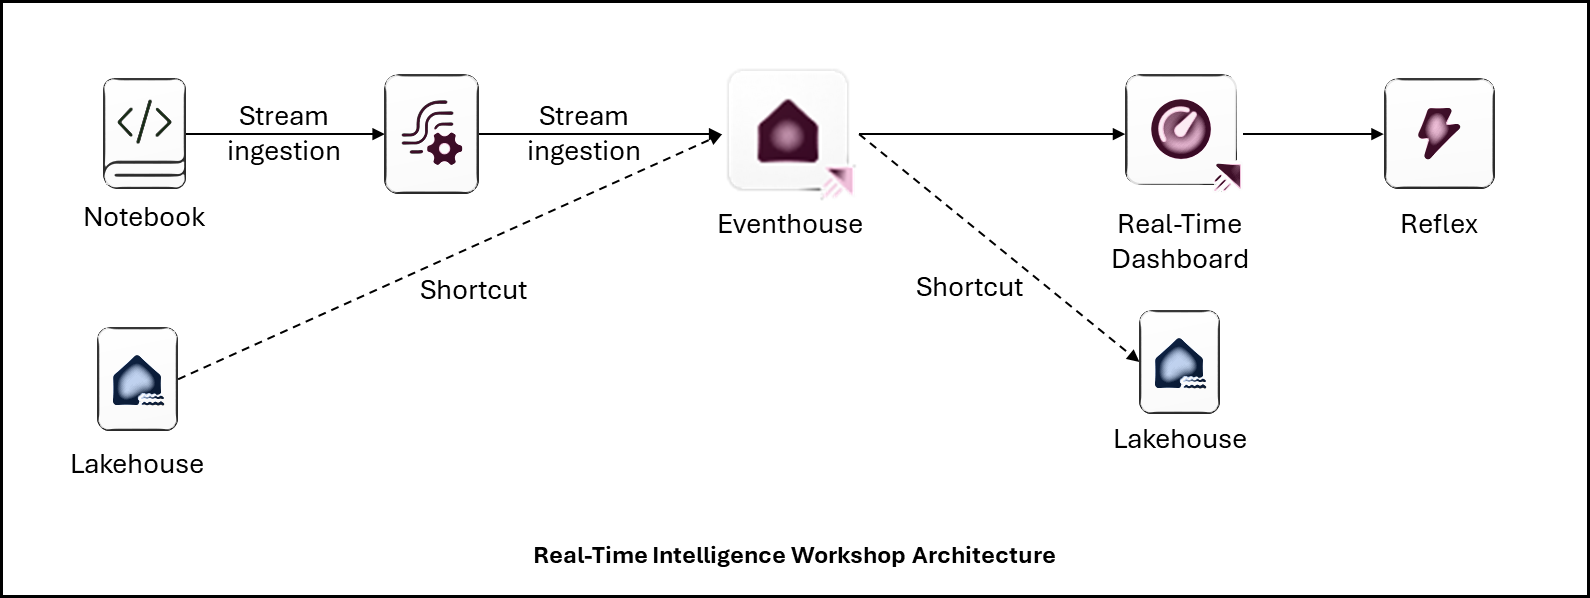 Stream
ingestion
Stream
ingestion
</>
Notebook
Eventhouse
Real-Time
Dashboard
Reflex
Shortcut
Shortcut
Lakehouse
Lakehouse
Real-Time Intelligence Workshop Architecture